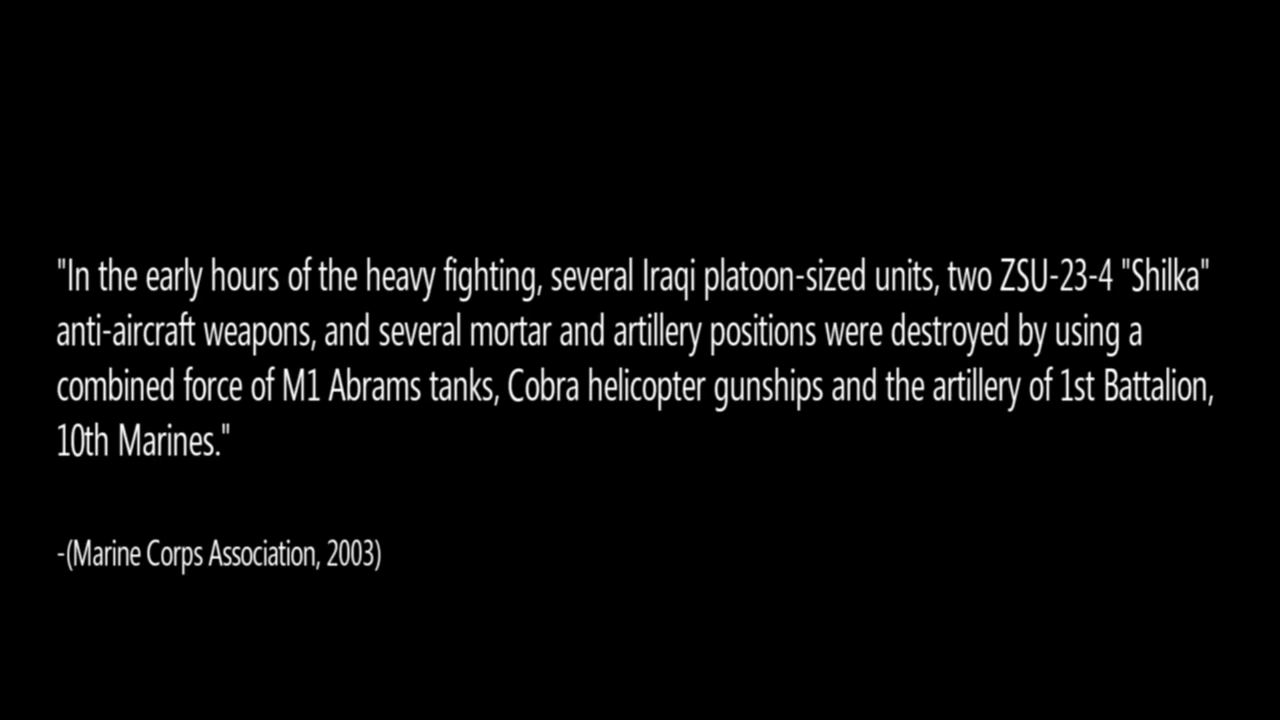 "In the early hours of the heavy fighting, several Iraqi platoon-sized units, two ZSU-23-4 "Shilka"
anti-aircraft weapons, and several mortar and artillery positions were destroyed by using a
combined force of M1 Abrams tanks, Cobra helicopter gunships and the artillery of 1st Battalion,
10th Marines."
-(Marine Corps Association, 2003)